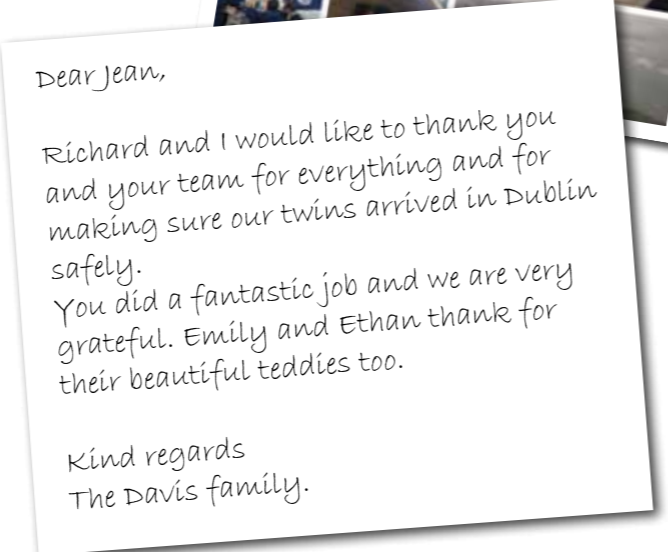 Dear Jean,
Richard and I would like to thank you
and your team for everything and for
making sure our twins arrived in Dublin
safely.
You did a fantastic job and we are very
grateful. Emily and Ethan thank for
their beautiful teddies too.
Kind regards
The Davis family.